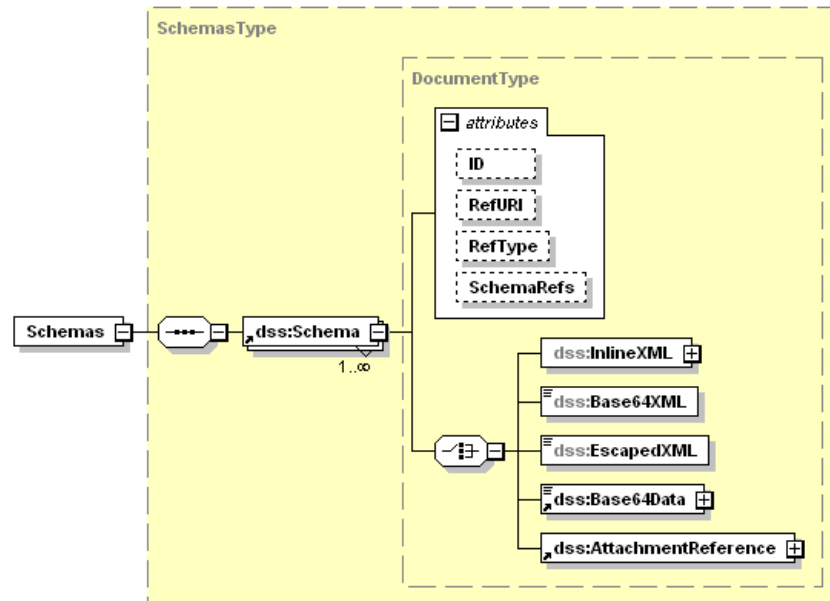 SchemasType
DocumentType
attributes
ID
RefURI
RefType
SchemaRefs
Schemas
dss:Schema
1..∞
dss:InlineXML
dss:Base64XML
dss:EscapedXML
dss:Base64Data
dss:AttachmentReference